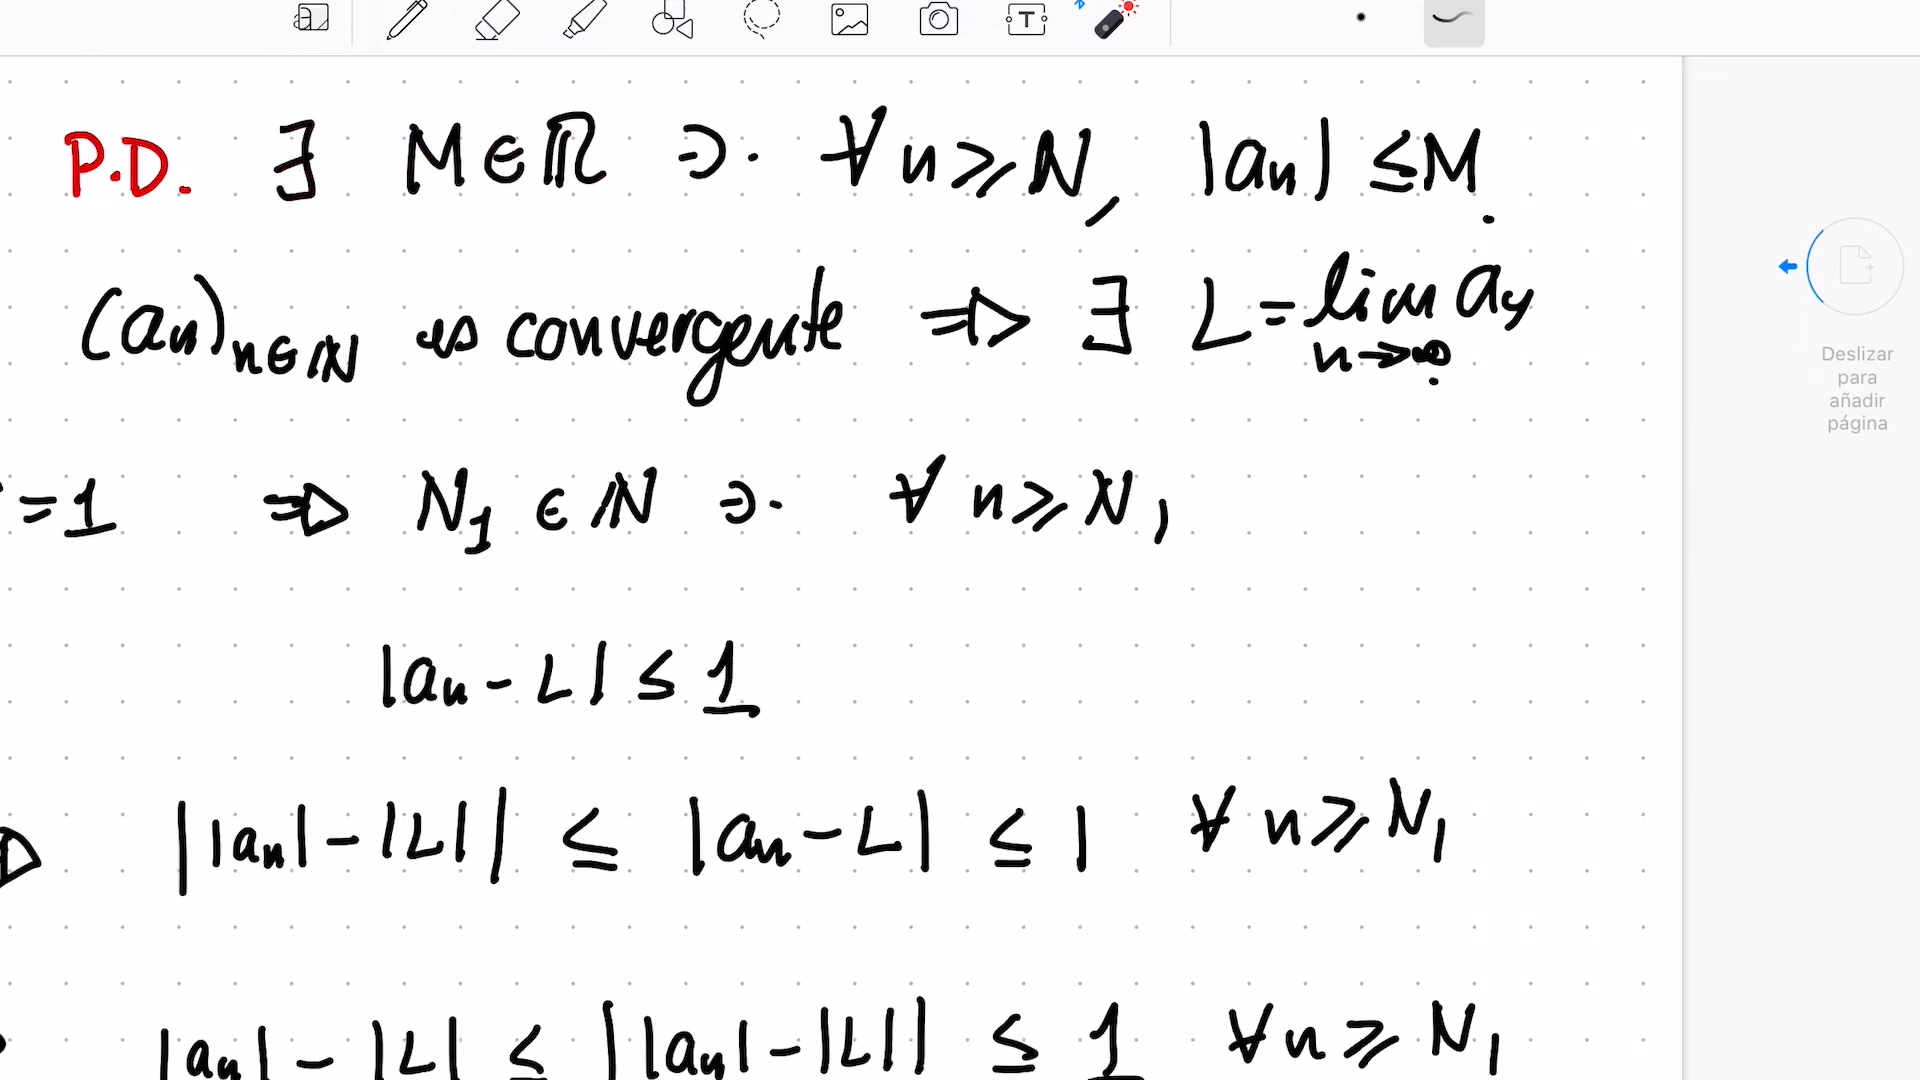 P.D. ∃ M ∈ ℝ ∋· ∀ n ≥ N, |aₙ| ≤ M.
(aₙ)ₙ∈ℕ es convergente ⇒ ∃ L = lim aₙ
n→∞
= 1 ⇒ N₁ ∈ ℕ ∋· ∀ n ≥ N₁
|aₙ - L| ≤ 1
||aₙ| - |L|| ≤ |aₙ - L| ≤ 1 ∀ n ≥ N₁
|aₙ| - |L| ≤ ||aₙ| - |L|| ≤ 1 ∀ n ≥ N₁
Deslizar
para
añadir
página